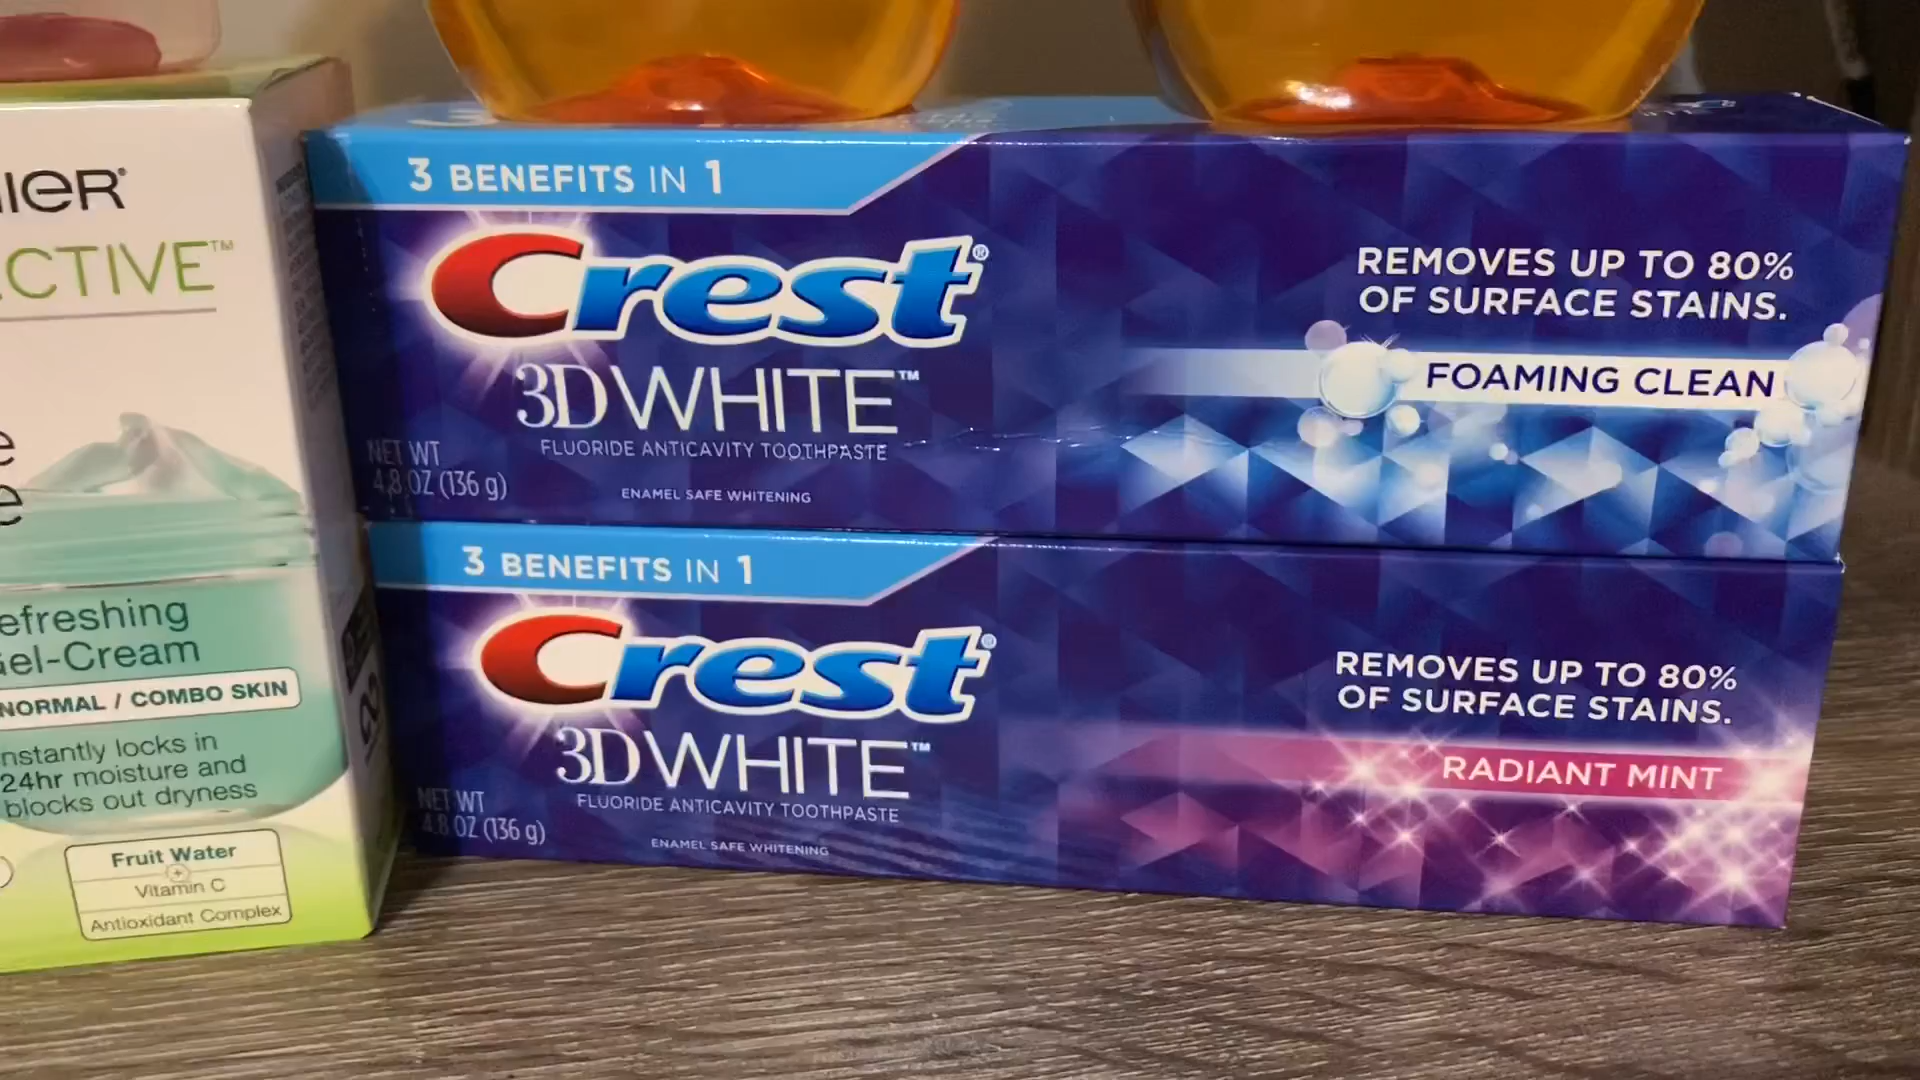 CTIVE™
efreshing
Gel-Cream
NORMAL / COMBO SKIN
nstantly locks in
24hr moisture and
blocks out dryness
Fruit Water
+
Vitamin C
Antioxidant Complex
3 BENEFITS IN 1
Crest®
3D WHITE™
FLUORIDE ANTICAVITY TOOTHPASTE
NET WT
4.8 OZ (136 g)
ENAMEL SAFE WHITENING
REMOVES UP TO 80%
OF SURFACE STAINS.
FOAMING CLEAN
3 BENEFITS IN 1
Crest®
3D WHITE™
FLUORIDE ANTICAVITY TOOTHPASTE
NET WT
4.8 OZ (136 g)
ENAMEL SAFE WHITENING
REMOVES UP TO 80%
OF SURFACE STAINS.
RADIANT MINT